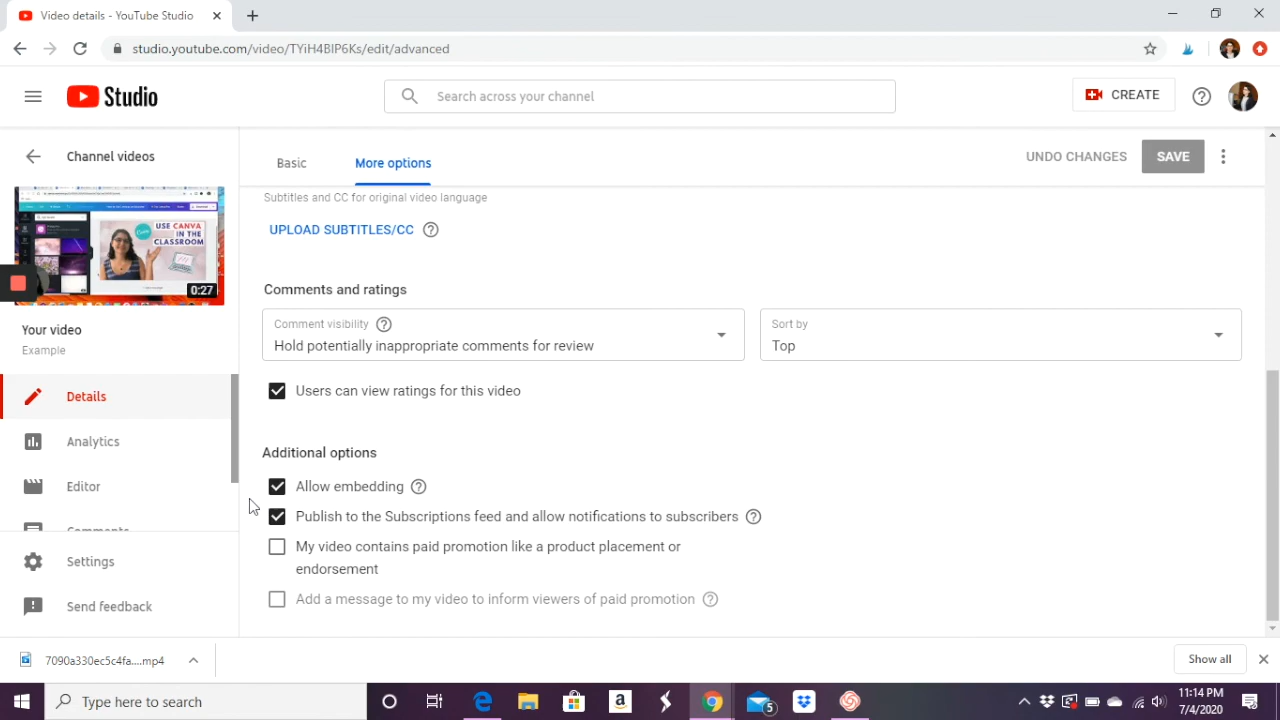 Video details - YouTube Studio
studio.youtube.com/video/TYiH4BIP6Ks/edit/advanced
Studio
Search across your channel
CREATE
Channel videos
Basic
More options
UNDO CHANGES
SAVE
Subtitles and CC for original video language
UPLOAD SUBTITLES/CC
USE CANVA
IN THE
CLASSROOM
Canva
0:27
Your video
Example
Comments and ratings
Comment visibility
Hold potentially inappropriate comments for review
Sort by
Top
Users can view ratings for this video
Details
Analytics
Editor
Comments
Settings
Send feedback
Additional options
Allow embedding
Publish to the Subscriptions feed and allow notifications to subscribers
My video contains paid promotion like a product placement or
endorsement
Add a message to my video to inform viewers of paid promotion
7090a330ec5c4fa....mp4
Show all
Type here to search
5
11:14 PM
7/4/2020